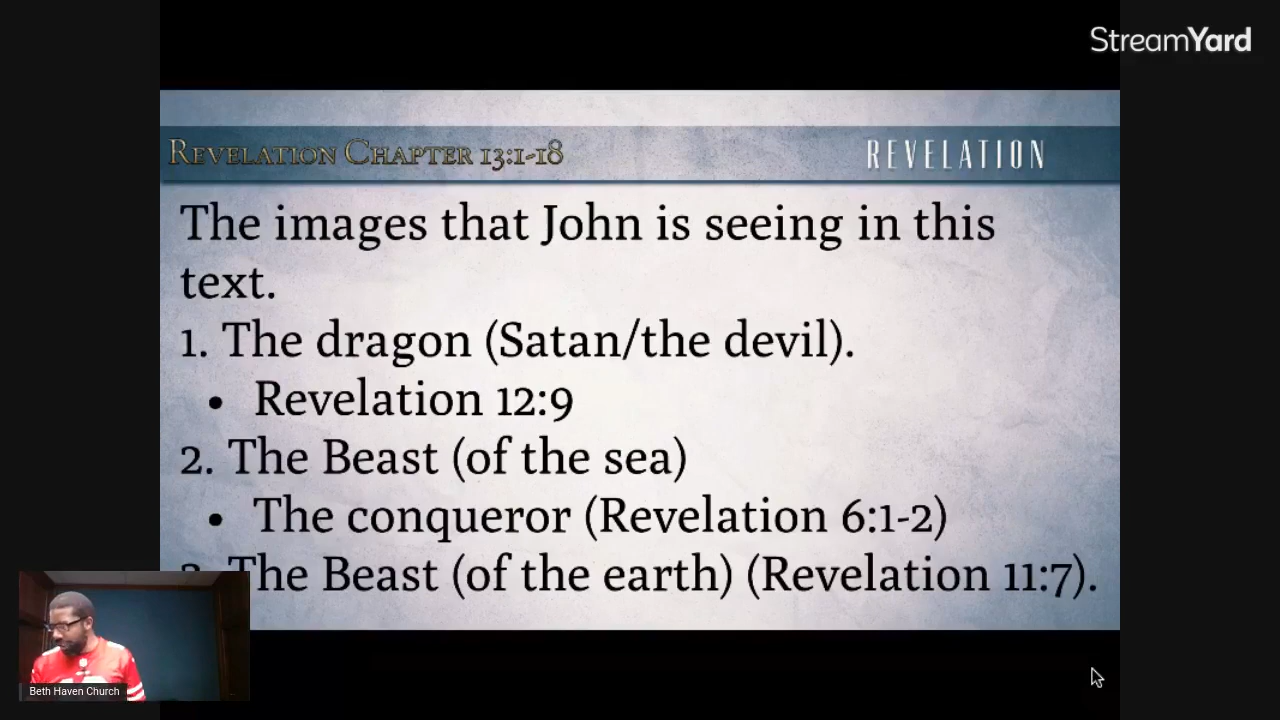 StreamYard
REVELATION CHAPTER 13:1-18
REVELATION
The images that John is seeing in this
text.
1. The dragon (Satan/the devil).
• Revelation 12:9
2. The Beast (of the sea)
• The conqueror (Revelation 6:1-2)
The Beast (of the earth) (Revelation 11:7).
Beth Haven Church